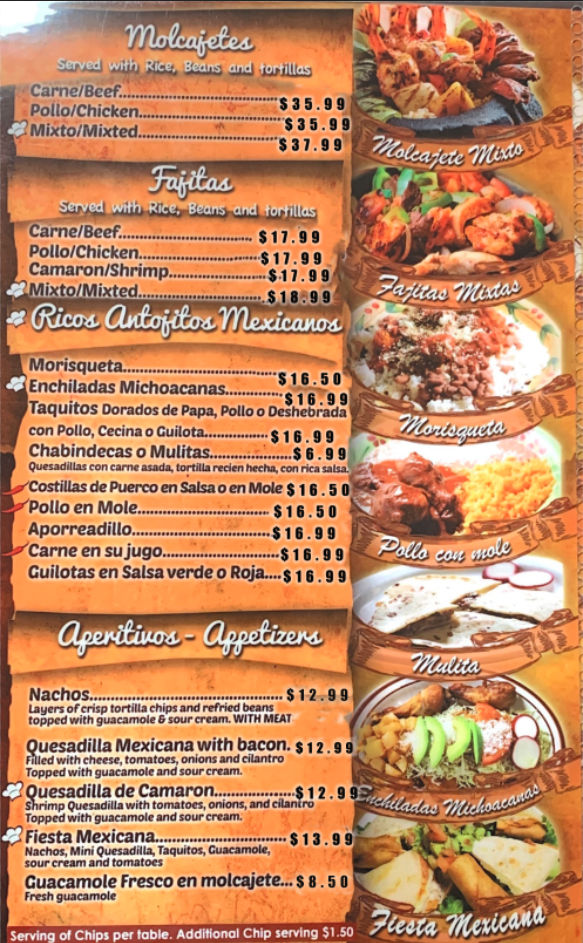 Molcajetes
Served with Rice, Beans and tortillas
Carne/Beef $35.99
Pollo/Chicken $35.99
Mixto/Mixted $37.99
Fajitas
Served with Rice, Beans and tortillas
Carne/Beef $17.99
Pollo/Chicken $17.99
Camaron/Shrimp $17.99
Mixto/Mixted $18.99
Ricos Antojitos Mexicanos
Morisqueta $16.50
Enchiladas Michoacanas $16.99
Taquitos Dorados de Papa, Pollo o Deshebrada
con Pollo, Cecina o Guilota $16.99
Chabindecas o Mulitas $6.99
Quesadillas con carne asada, tortilla recien hecha, con rica salsa.
Costillas de Puerco en Salsa o en Mole $16.50
Pollo en Mole $16.50
Aporreadillo $16.99
Carne en su jugo $16.99
Guilotas en Salsa verde o Roja $16.99
Aperitivos - Appetizers
Nachos $12.99
Layers of crisp tortilla chips and refried beans
topped with guacamole & sour cream. WITH MEAT
Quesadilla Mexicana with bacon. $12.99
Filled with cheese, tomatoes, onions and cilantro
Topped with guacamole and sour cream.
Quesadilla de Camaron $12.99
Shrimp Quesadilla with tomatoes, onions, and cilantro
Topped with guacamole and sour cream.
Fiesta Mexicana $13.99
Nachos, Mini Quesadilla, Taquitos, Guacamole,
sour cream and tomatoes
Guacamole Fresco en molcajete... $8.50
Fresh guacamole
Serving of Chips per table. Additional Chip serving $1.50
Molcajete Mixto
Fajitas Mixtas
Morisqueta
Pollo con mole
Mulita
Enchiladas Michoacanas
Fiesta Mexicana